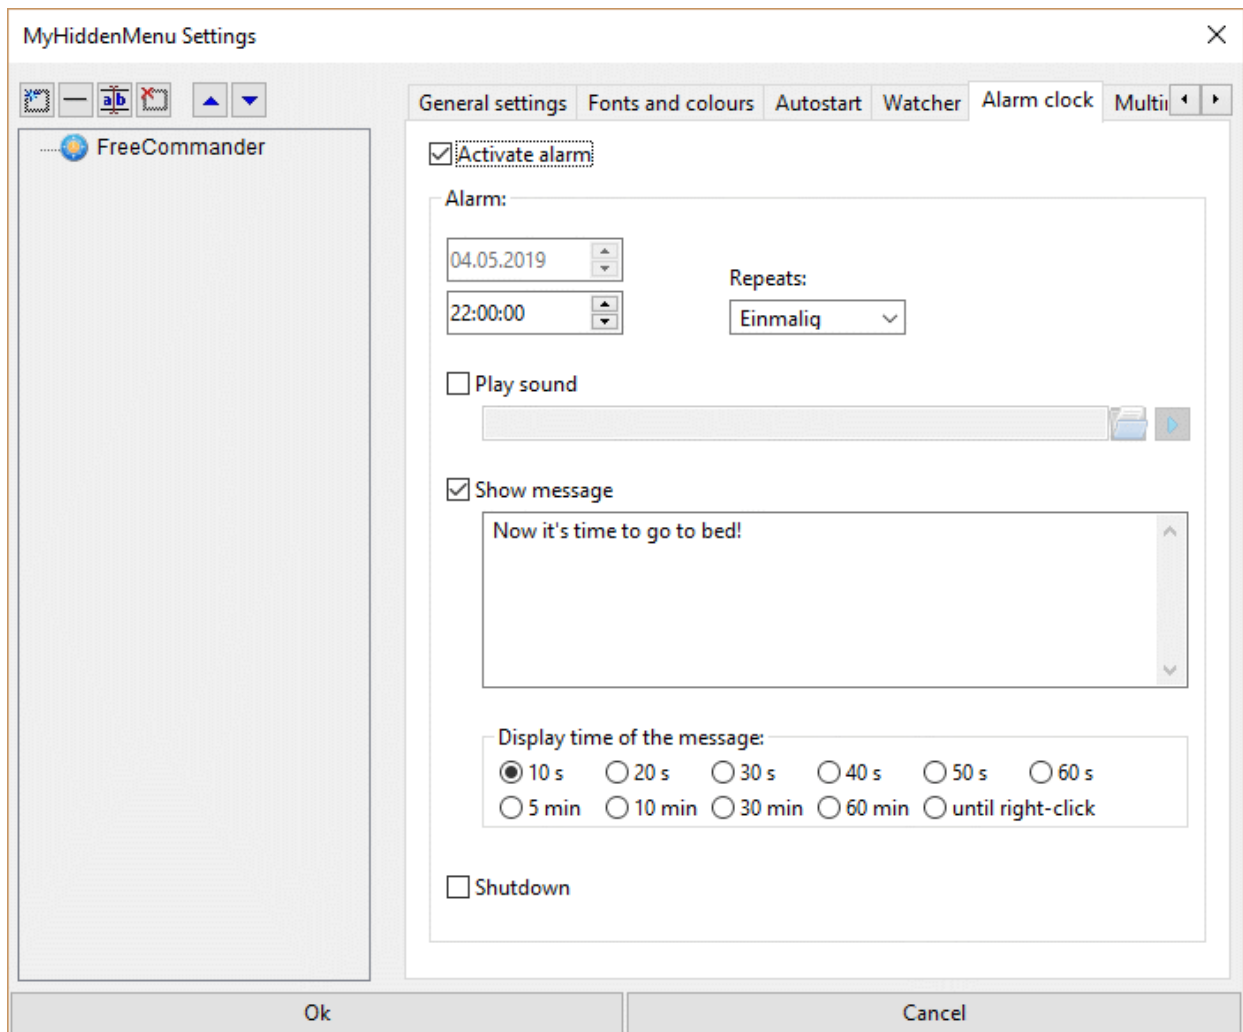 MyHiddenMenu Settings
a b
General settings Fonts and colours Autostart Watcher Alarm clock Multi
FreeCommander
Activate alarm
Alarm:
04.05.2019
Repeats:
22:00:00
Einmalig
Play sound
Show message
Now it's time to go to bed!
Display time of the message:
10 s 20 s 30 s 40 s 50 s 60 s
5 min 10 min 30 min 60 min until right-click
Shutdown
Ok Cancel